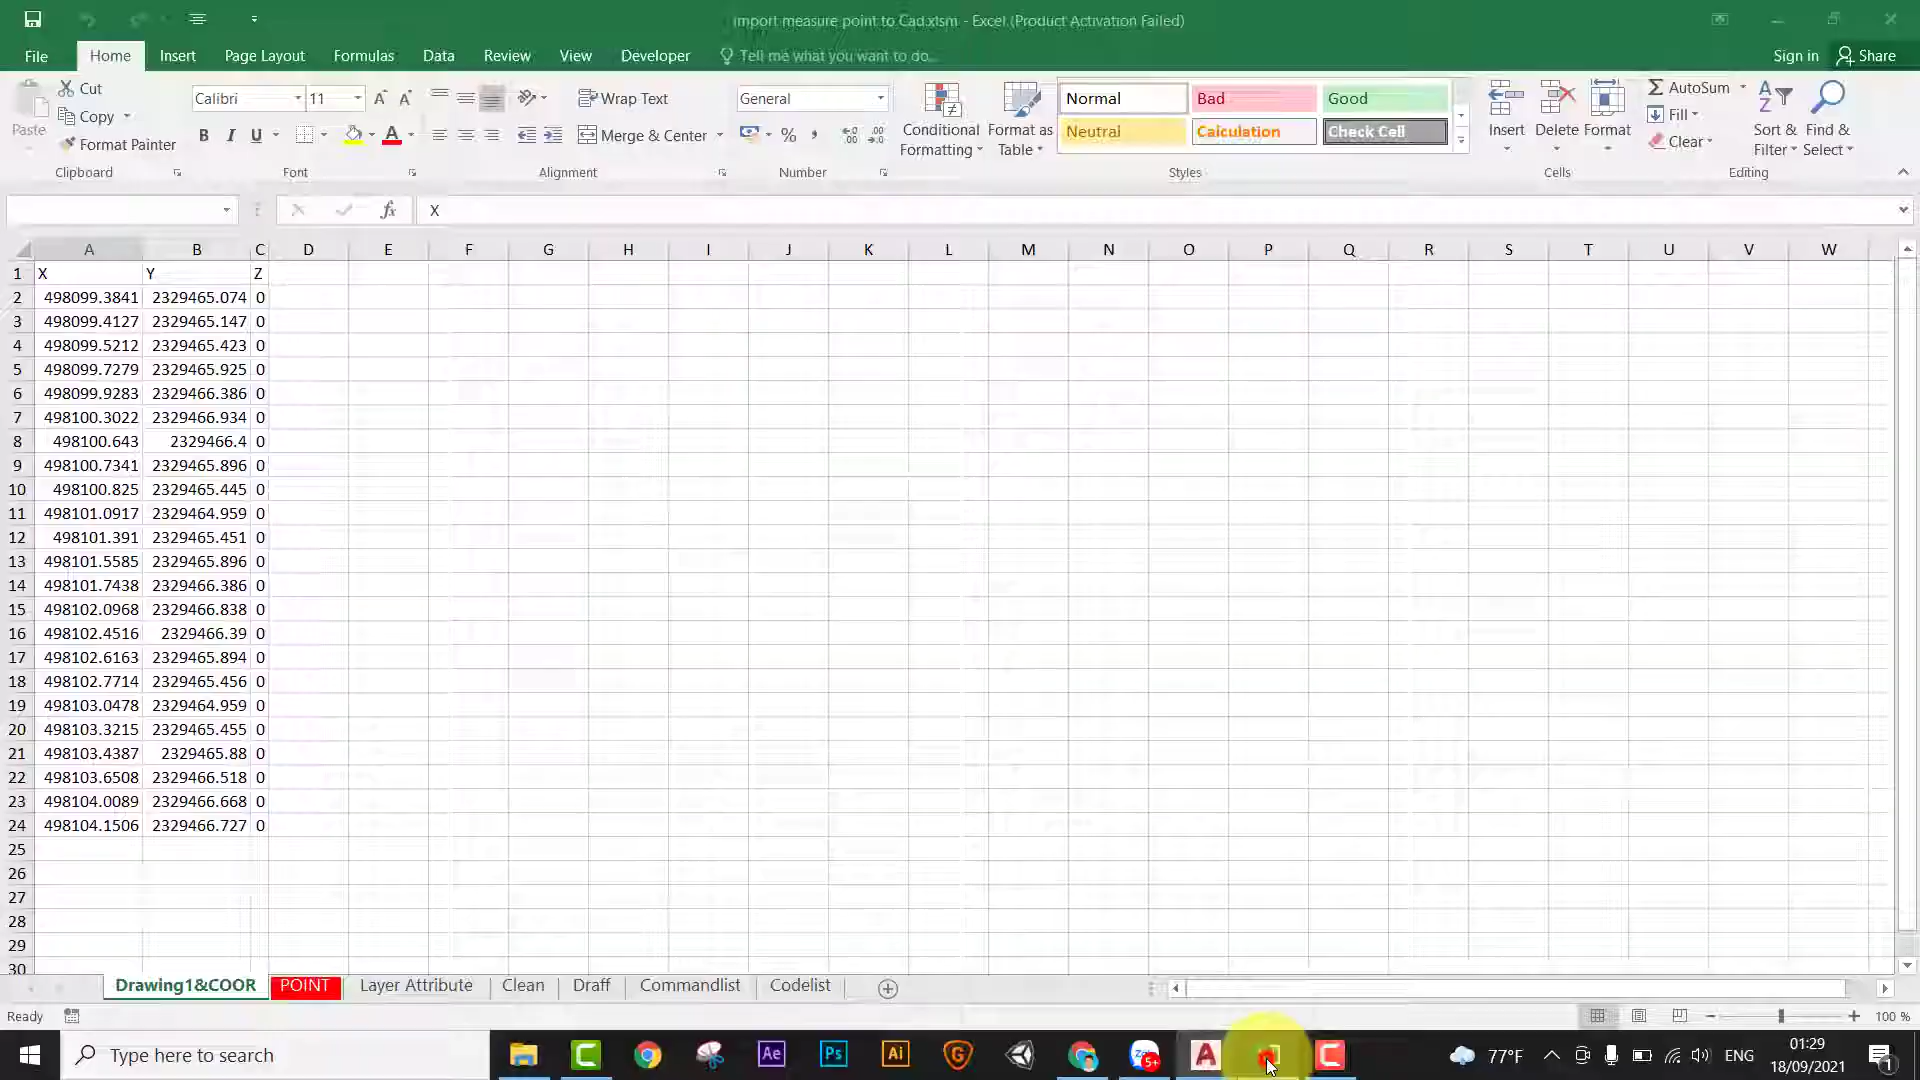 import measure point to Cad.xlsm - Excel (Product Activation Failed)
File Home Insert Page Layout Formulas Data Review View Developer Tell me what you want to do... Sign in Share
Paste Cut Copy Format Painter Clipboard
Calibri 11 B I U Font
Wrap Text Merge & Center Alignment
General % , Number
Conditional Formatting Format as Table
Normal Bad Good
Neutral Calculation Check Cell
Styles
Insert Delete Format Cells
AutoSum Fill Clear Sort & Filter Find & Select Editing
fx X
A B C D E F G H I J K L M N O P Q R S T U V W
1 X Y Z
2 498099.3841 2329465.074 0
3 498099.4127 2329465.147 0
4 498099.5212 2329465.423 0
5 498099.7279 2329465.925 0
6 498099.9283 2329466.386 0
7 498100.3022 2329466.934 0
8 498100.643 2329466.4 0
9 498100.7341 2329465.896 0
10 498100.825 2329465.445 0
11 498101.0917 2329464.959 0
12 498101.391 2329465.451 0
13 498101.5585 2329465.896 0
14 498101.7438 2329466.386 0
15 498102.0968 2329466.838 0
16 498102.4516 2329466.39 0
17 498102.6163 2329465.894 0
18 498102.7714 2329465.456 0
19 498103.0478 2329464.959 0
20 498103.3215 2329465.455 0
21 498103.4387 2329465.88 0
22 498103.6508 2329466.518 0
23 498104.0089 2329466.668 0
24 498104.1506 2329466.727 0
25
26
27
28
29
30
Drawing1&COOR POINT Layer Attribute Clean Draff Commandlist Codelist
Ready 100 %
Type here to search Ae Ps Ai 5+ A 77°F ENG 01:29
18/09/2021 1